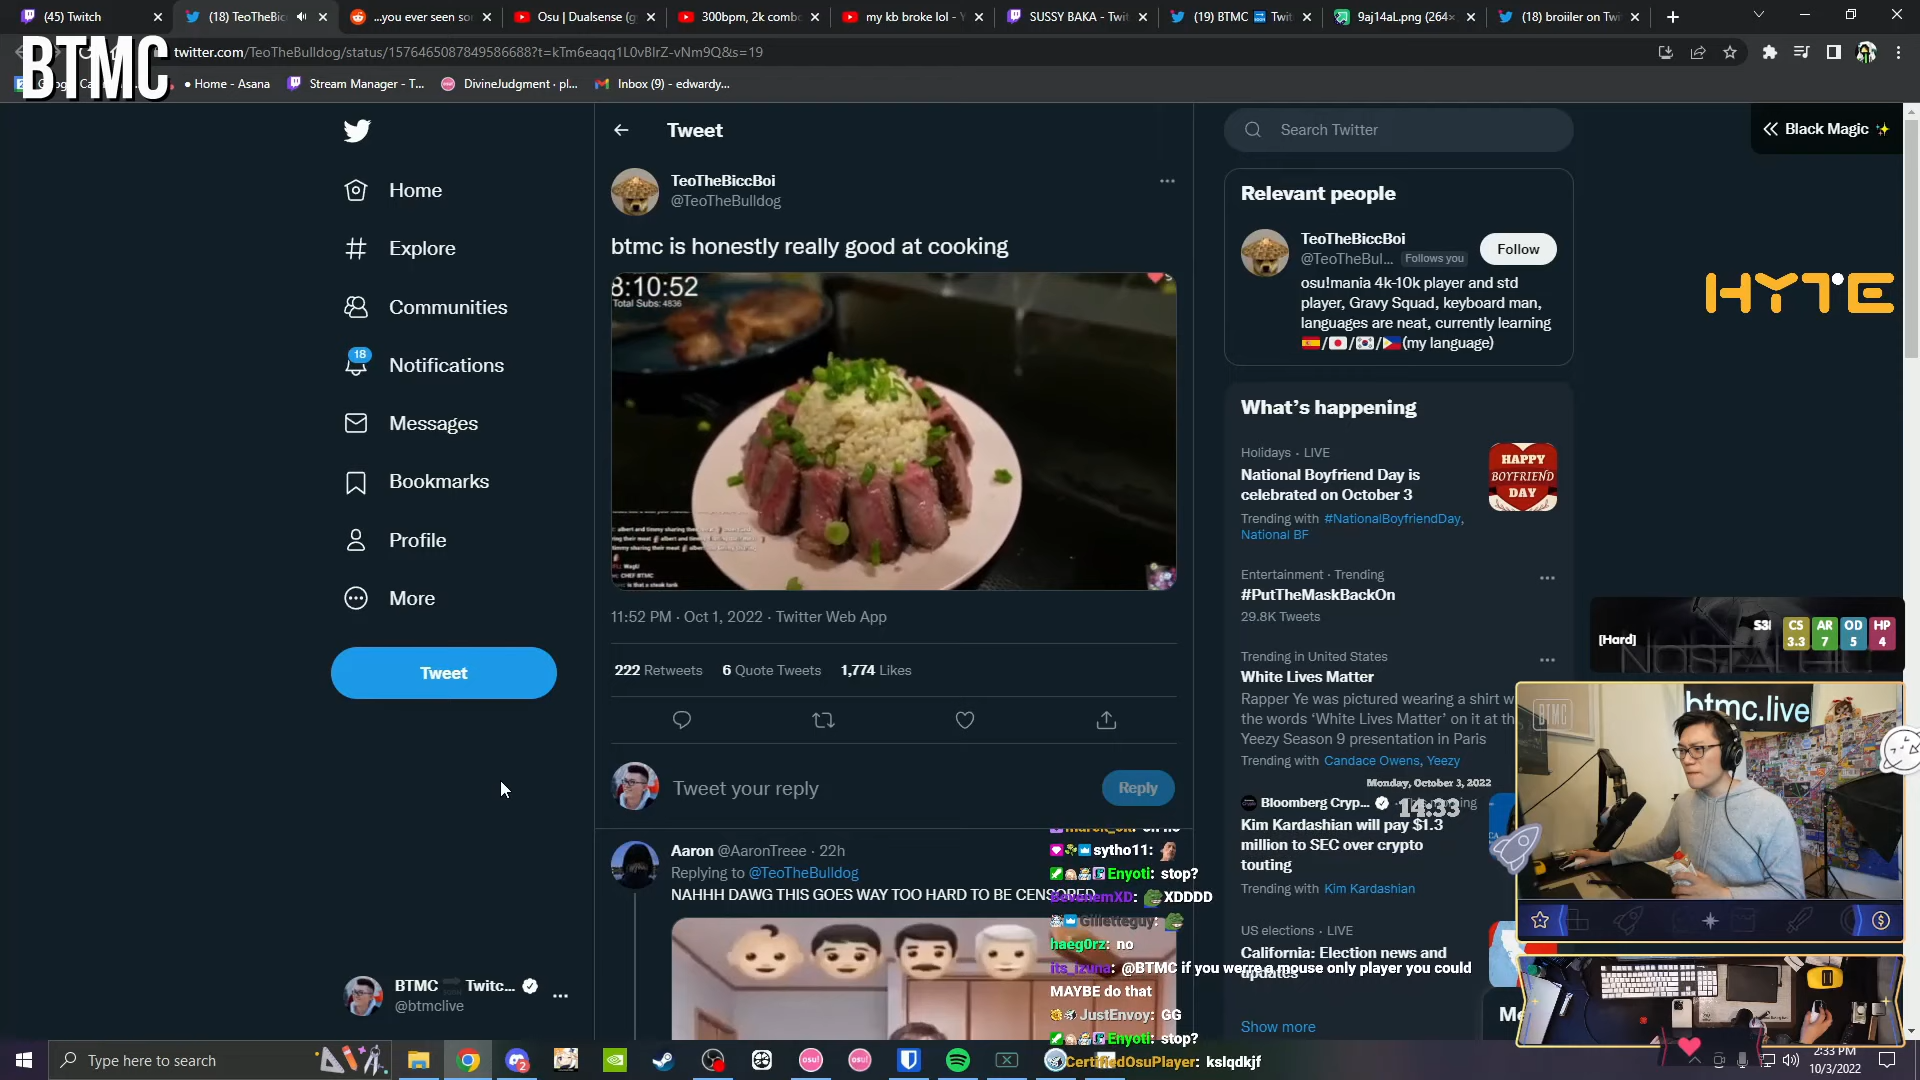 (45) Twitch
(18) TeoTheBic
...you ever seen so
Osu | Dualsense (g
300bpm, 2k comb
my kb broke lol - Y
SUSSY BAKA - Twit
(19) BTMC
Twitt
9aj14aL.png (264×
(18) broiiler on Tw
BTMC
twitter.com/TeoTheBulldog/status/1576465087849586688?t=kTm6eaqq1L0vBlrZ-vNm9Q&s=19
Home - Asana
Stream Manager - T...
DivineJudgment · pl...
Inbox (9) - edwardy...
Home
Explore
Communities
18
Notifications
Messages
Bookmarks
Profile
More
Tweet
BTMC
Twitc...
@btmclive
Tweet
TeoTheBiccBoi
@TeoTheBulldog
btmc is honestly really good at cooking
8:10:52
Total Subs: 4836
11:52 PM · Oct 1, 2022 · Twitter Web App
222 Retweets
6 Quote Tweets
1,774 Likes
Tweet your reply
Reply
Aaron @AaronTreee · 22h
Replying to @TeoTheBulldog
NAHHH DAWG THIS GOES WAY TOO HARD TO BE CENSORED
sytho11:
Enyoti: stop?
XDDDD
Gilletteguy:
haeg0rz: no
its_izuna: @BTMC if you werre a mouse only player you could
MAYBE do that
JustEnvoy: GG
Enyoti: stop?
CertifiedOsuPlayer: kslqdkjf
Search Twitter
Relevant people
TeoTheBiccBoi
@TeoTheBul...
Follows you
Follow
osu!mania 4k-10k player and std
player, Gravy Squad, keyboard man,
languages are neat, currently learning
/ / / (my language)
What's happening
Holidays · LIVE
National Boyfriend Day is
celebrated on October 3
Trending with #NationalBoyfriendDay,
National BF
HAPPY
BOYFRIEND
DAY
Entertainment · Trending
#PutTheMaskBackOn
29.8K Tweets
Trending in United States
White Lives Matter
Rapper Ye was pictured wearing a shirt w
the words 'White Lives Matter' on it at th
Yeezy Season 9 presentation in Paris
Trending with Candace Owens, Yeezy
Monday, October 3, 2022
14:33
Bloomberg Cryp...
Kim Kardashian will pay $1.3
million to SEC over crypto
touting
Trending with Kim Kardashian
US elections · LIVE
California: Election news and
updates
Show more
Me
Black Magic
HYTE
[Hard]
CS
3.3
AR
7
OD
5
HP
4
BTMC
btmc.live
Type here to search
2:33 PM
10/3/2022